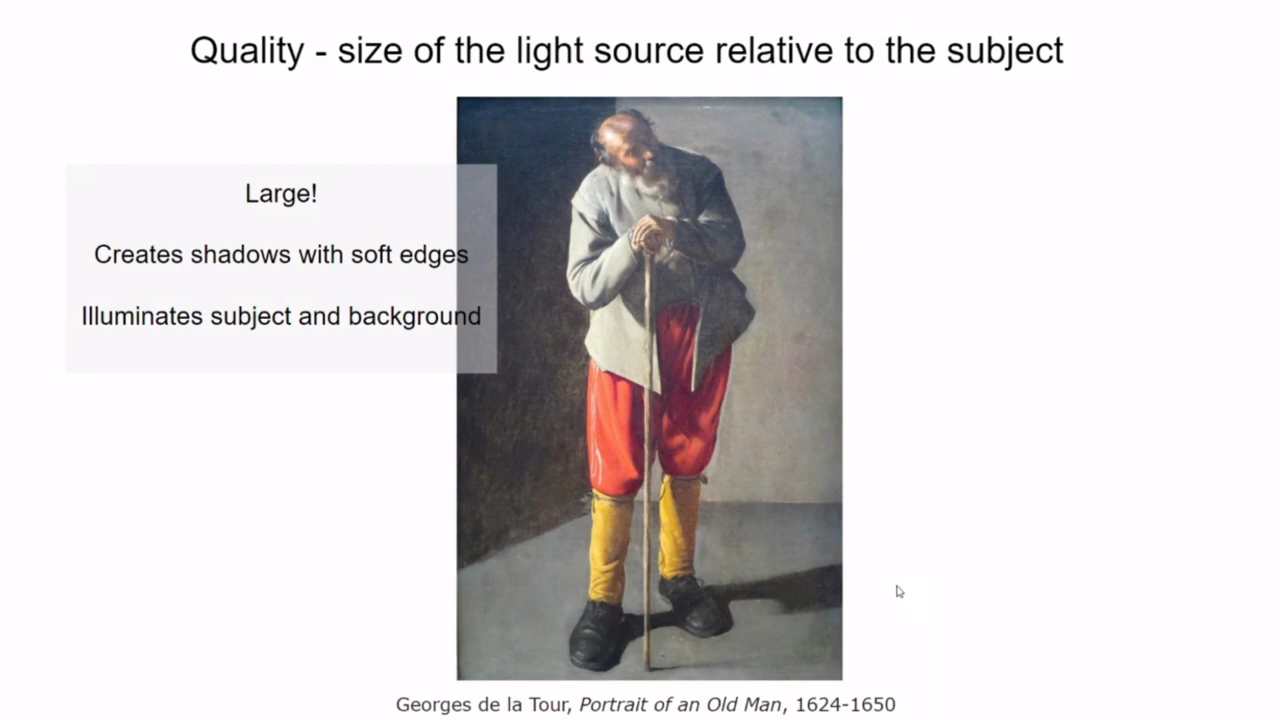 Quality - size of the light source relative to the subject
Large!
Creates shadows with soft edges
Illuminates subject and background
Georges de la Tour, Portrait of an Old Man, 1624-1650